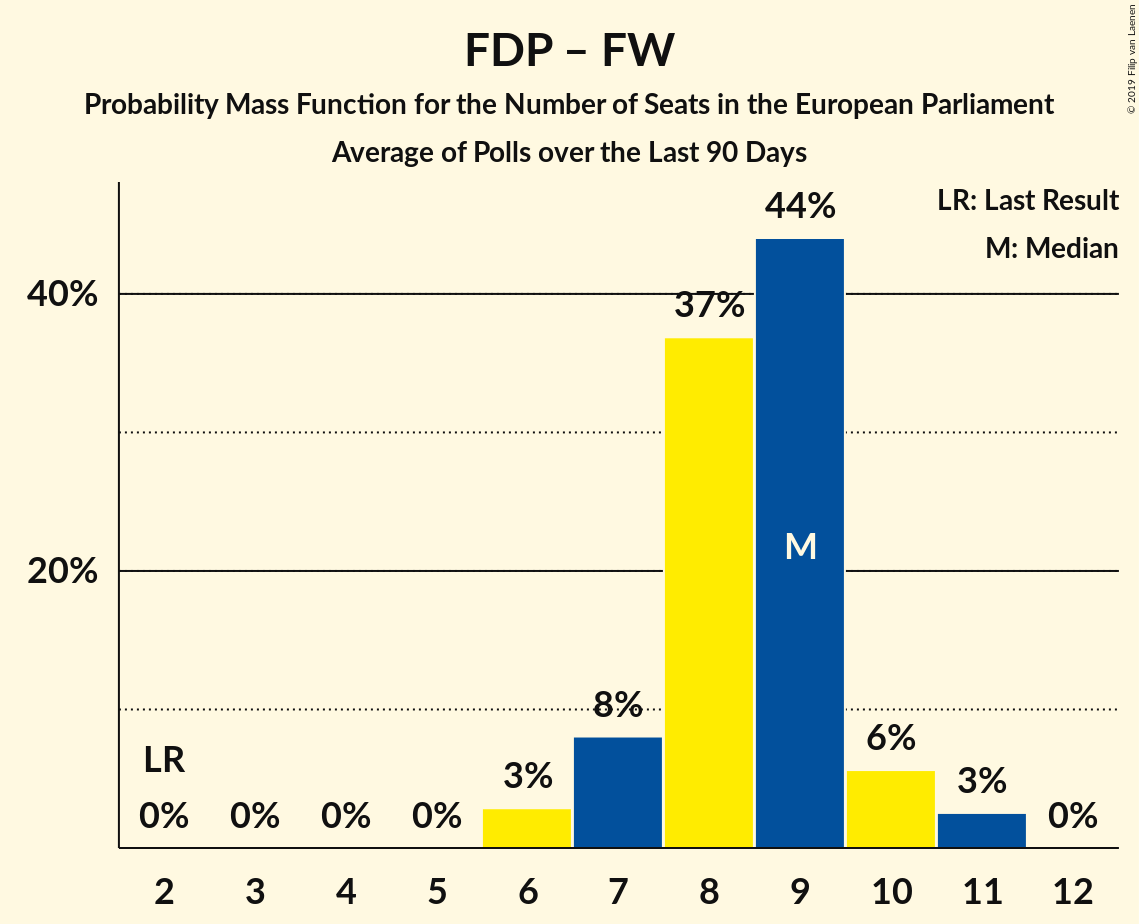 FDP – FW
Probability Mass Function for the Number of Seats in the European Parliament
Average of Polls over the Last 90 Days
© 2019 Filip van Laenen
LR: Last Result
M: Median
44%
40%
37%
M
20%
8%
LR
6%
3%
3%
0%
0%
0%
0%
0%
2 3 4 5 6 7 8 9 10 11 12